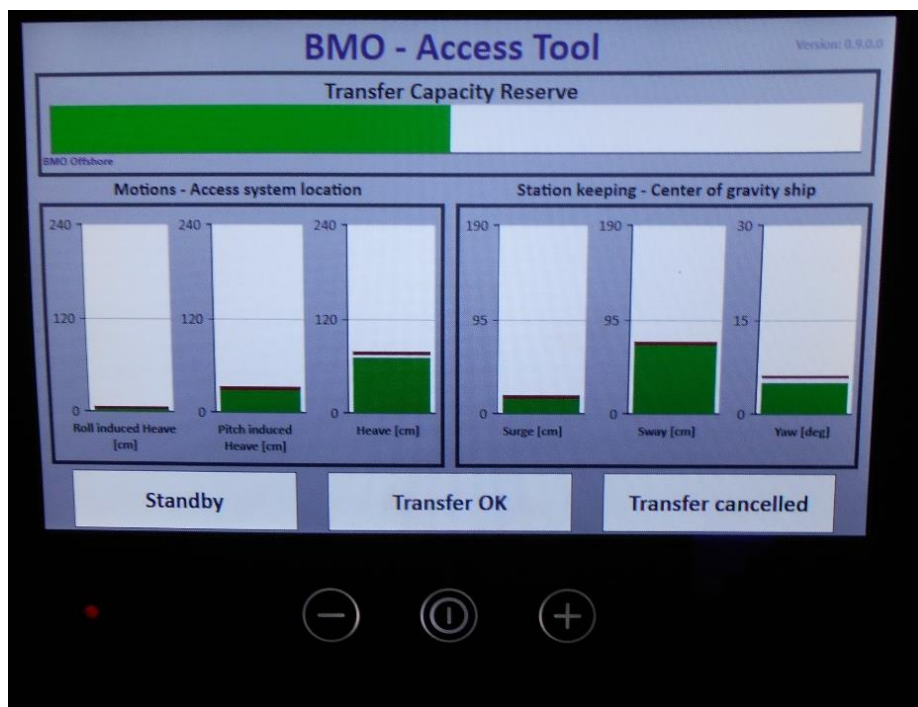 BMO - Access Tool
Version: 0.9.0.0
Transfer Capacity Reserve
BMO Offshore
Motions - Access system location
Station keeping - Center of gravity ship
240
240
240
190
190
30
120
120
120
95
95
15
0
0
0
0
0
0
Roll induced Heave
[cm]
Pitch induced
Heave [cm]
Heave [cm]
Surge [cm]
Sway [cm]
Yaw [deg]
Standby
Transfer OK
Transfer cancelled